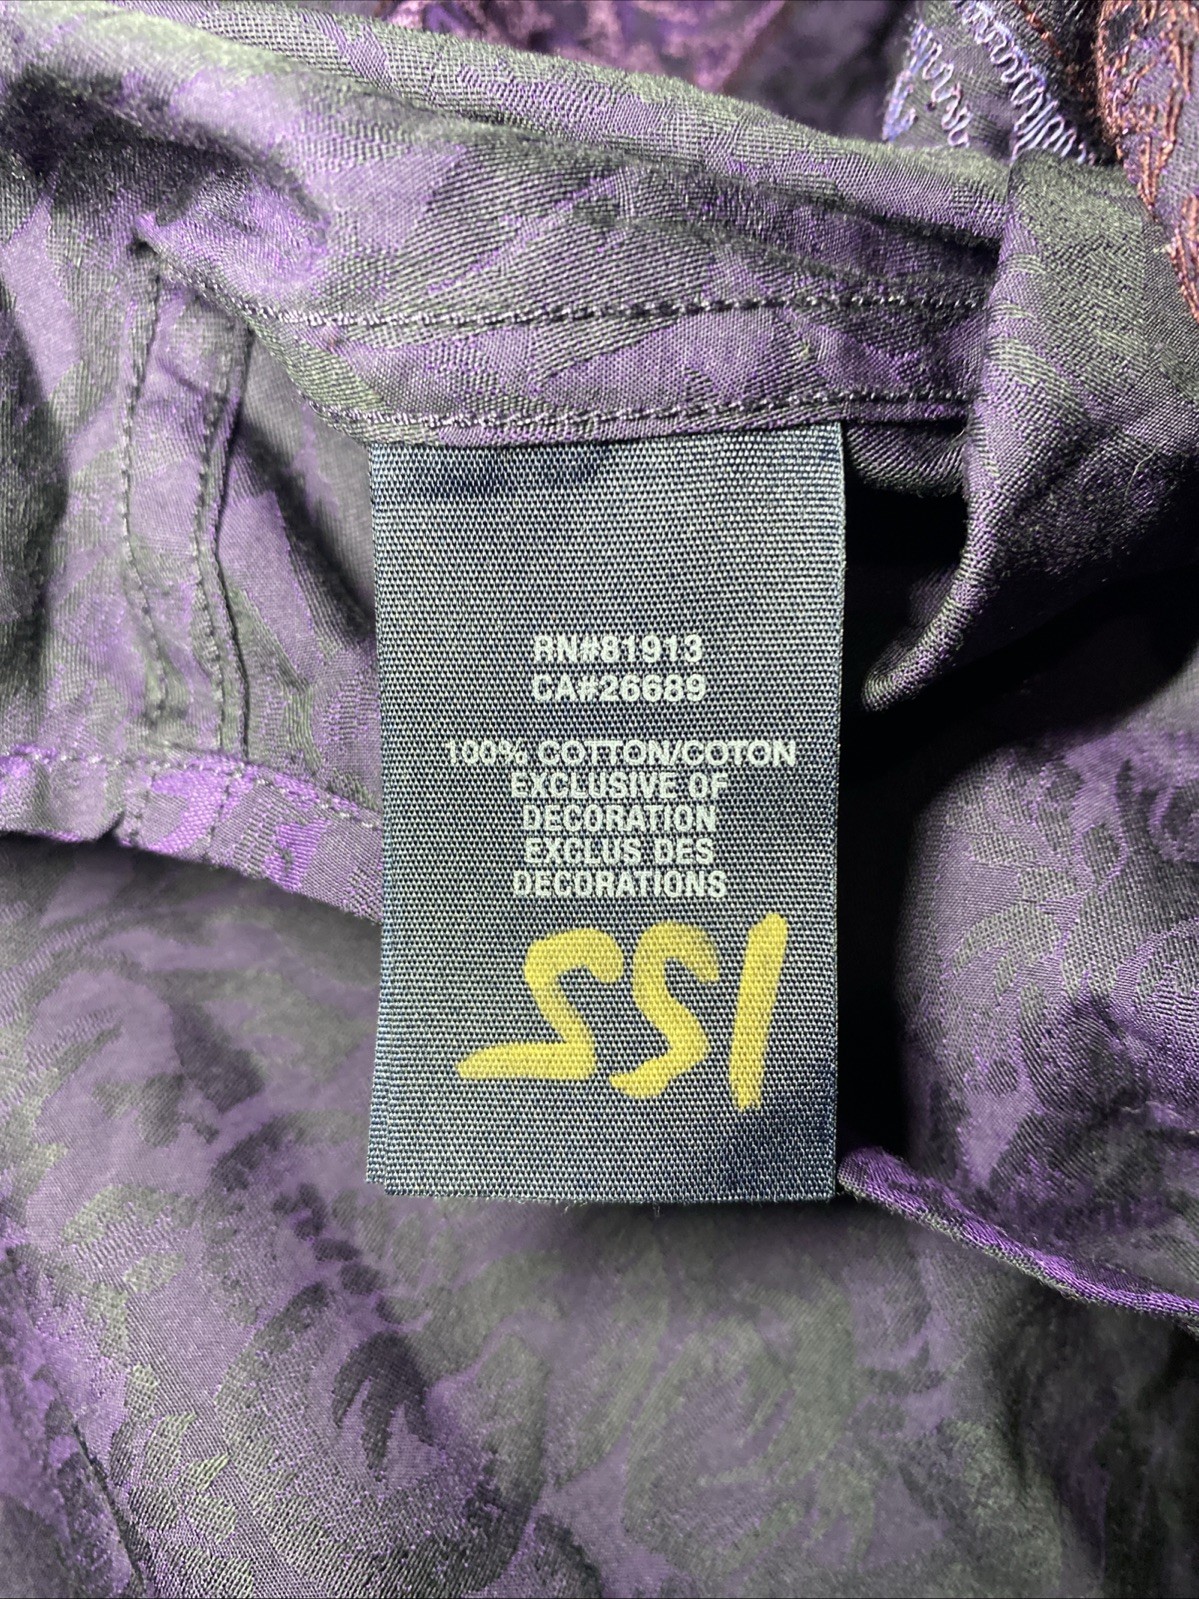 RN#81913
CA#26689
100% COTTON/COTON
EXCLUSIVE OF
DECORATION
EXCLUS DES
DECORATIONS